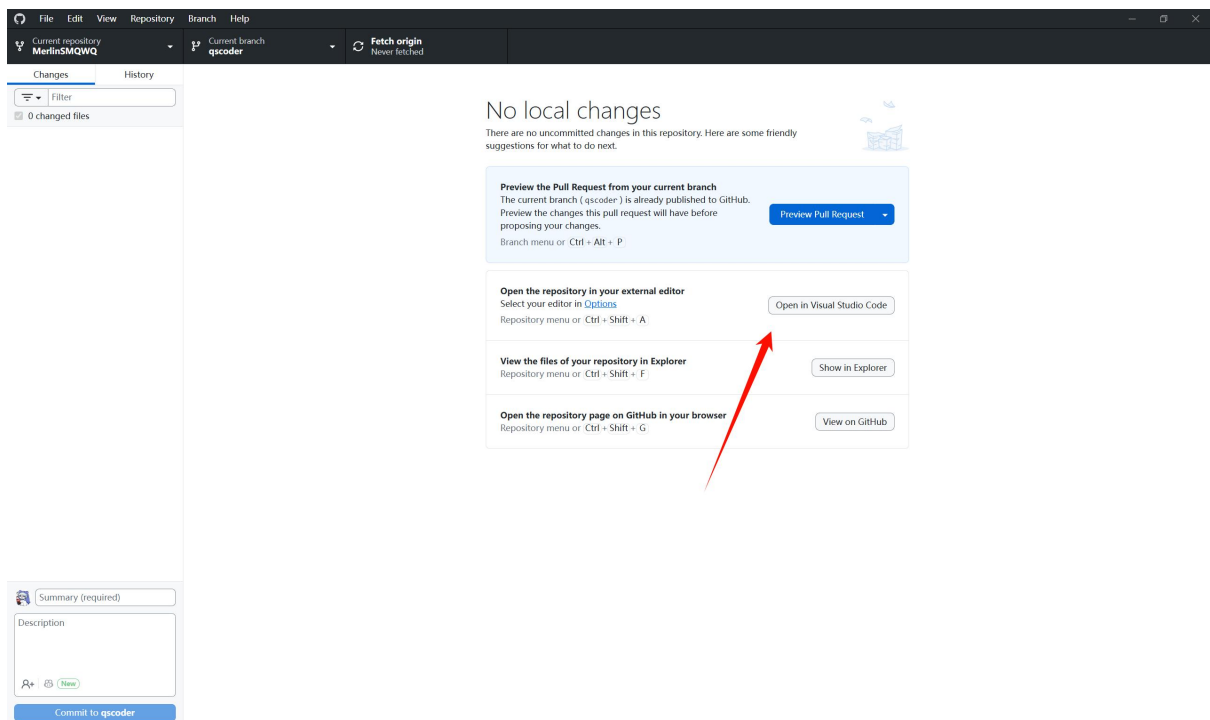 File Edit View Repository Branch Help
Current repository
MerlinSMQWQ
Current branch
qscoder
Fetch origin
Never fetched
Changes History
Filter
0 changed files
No local changes
There are no uncommitted changes in this repository. Here are some friendly
suggestions for what to do next.
Preview the Pull Request from your current branch
The current branch ( qscoder ) is already published to GitHub.
Preview the changes this pull request will have before
proposing your changes.
Branch menu or Ctrl + Alt + P
Preview Pull Request
Open the repository in your external editor
Select your editor in Options
Repository menu or Ctrl + Shift + A
Open in Visual Studio Code
View the files of your repository in Explorer
Repository menu or Ctrl + Shift + F
Show in Explorer
Open the repository page on GitHub in your browser
Repository menu or Ctrl + Shift + G
View on GitHub
Summary (required)
Description
New
Commit to qscoder